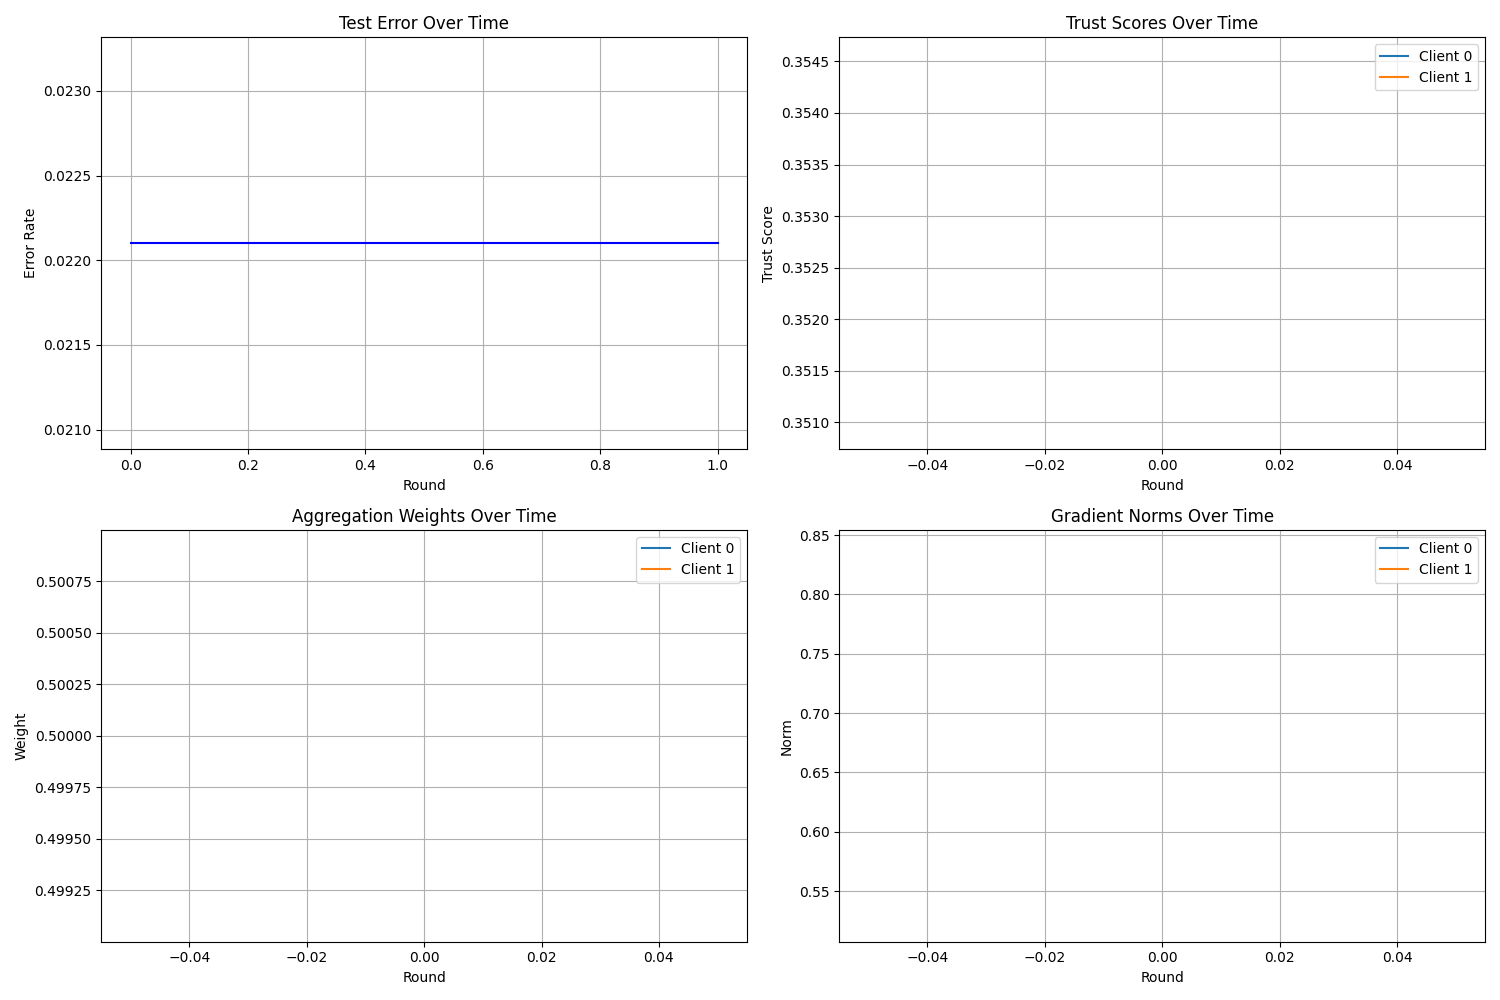 Test Error Over Time
Error Rate
0.0230
0.0225
0.0220
0.0215
0.0210
0.0 0.2 0.4 0.6 0.8 1.0
Round
Trust Scores Over Time
Trust Score
0.3545
0.3540
0.3535
0.3530
0.3525
0.3520
0.3515
0.3510
Client 0
Client 1
−0.04 −0.02 0.00 0.02 0.04
Round
Aggregation Weights Over Time
Weight
0.50075
0.50050
0.50025
0.50000
0.49975
0.49950
0.49925
Client 0
Client 1
−0.04 −0.02 0.00 0.02 0.04
Round
Gradient Norms Over Time
Norm
0.85
0.80
0.75
0.70
0.65
0.60
0.55
Client 0
Client 1
−0.04 −0.02 0.00 0.02 0.04
Round